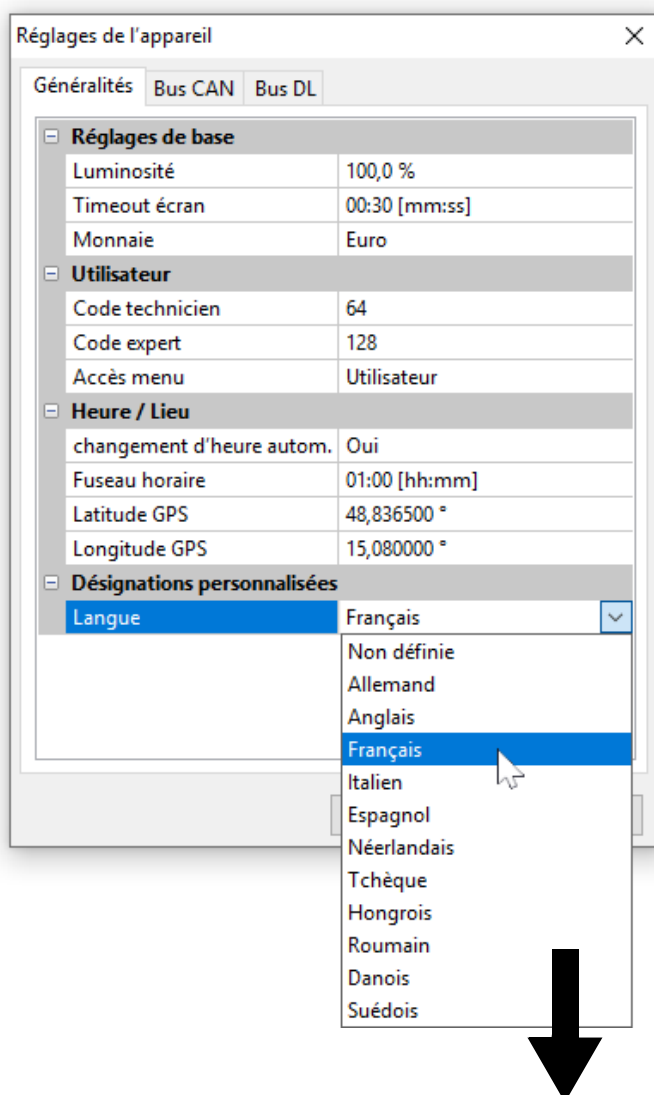 Réglages de l'appareil
Généralités Bus CAN Bus DL
Réglages de base
Luminosité 100,0 %
Timeout écran 00:30 [mm:ss]
Monnaie Euro
Utilisateur
Code technicien 64
Code expert 128
Accès menu Utilisateur
Heure / Lieu
changement d'heure autom. Oui
Fuseau horaire 01:00 [hh:mm]
Latitude GPS 48,836500 °
Longitude GPS 15,080000 °
Désignations personnalisées
Langue Français
Non définie
Allemand
Anglais
Français
Italien
Espagnol
Néerlandais
Tchèque
Hongrois
Roumain
Danois
Suédois